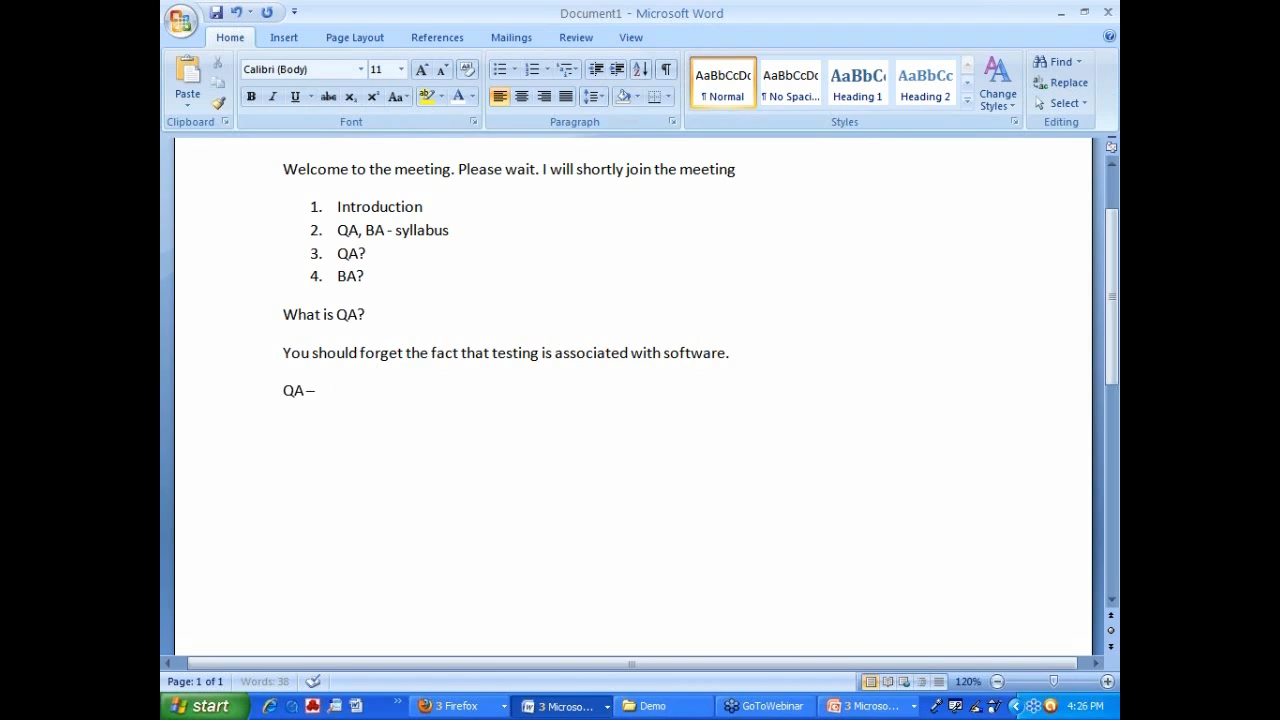 Document1 - Microsoft Word
Home Insert Page Layout References Mailings Review View
Calibri (Body) 11
AaBbCcDc AaBbCcDc AaBbC AaBbCc
Paste
¶ Normal ¶ No Spaci... Heading 1 Heading 2
Change Styles
Find
Replace
Select
Clipboard Font Paragraph Styles Editing
Welcome to the meeting. Please wait. I will shortly join the meeting
1. Introduction
2. QA, BA - syllabus
3. QA?
4. BA?
What is QA?
You should forget the fact that testing is associated with software.
QA –
Page: 1 of 1 Words: 38 120%
start 3 Firefox 3 Microso... Demo GoToWebinar 3 Microso... 4:26 PM